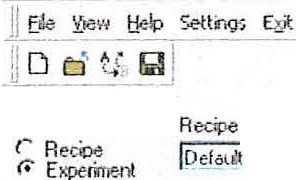 File View Help Settings Exit
Recipe
Recipe
Default
Experiment